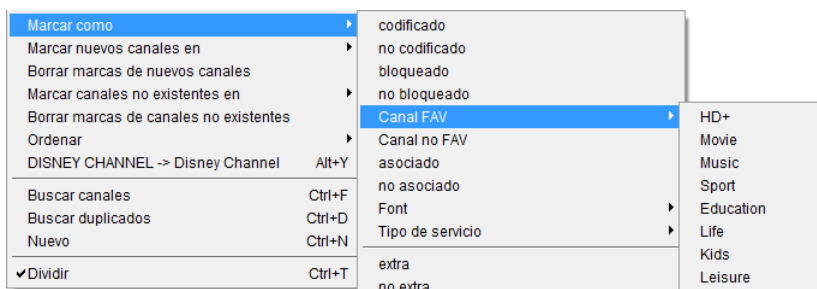 Marcar como
Marcar nuevos canales en
Borrar marcas de nuevos canales
Marcar canales no existentes en
Borrar marcas de canales no existentes
Ordenar
DISNEY CHANNEL -> Disney Channel Alt+Y
Buscar canales Ctrl+F
Buscar duplicados Ctrl+D
Nuevo Ctrl+N
Dividir Ctrl+T
codificado
no codificado
bloqueado
no bloqueado
Canal FAV
Canal no FAV
asociado
no asociado
Font
Tipo de servicio
extra
no extra
HD+
Movie
Music
Sport
Education
Life
Kids
Leisure